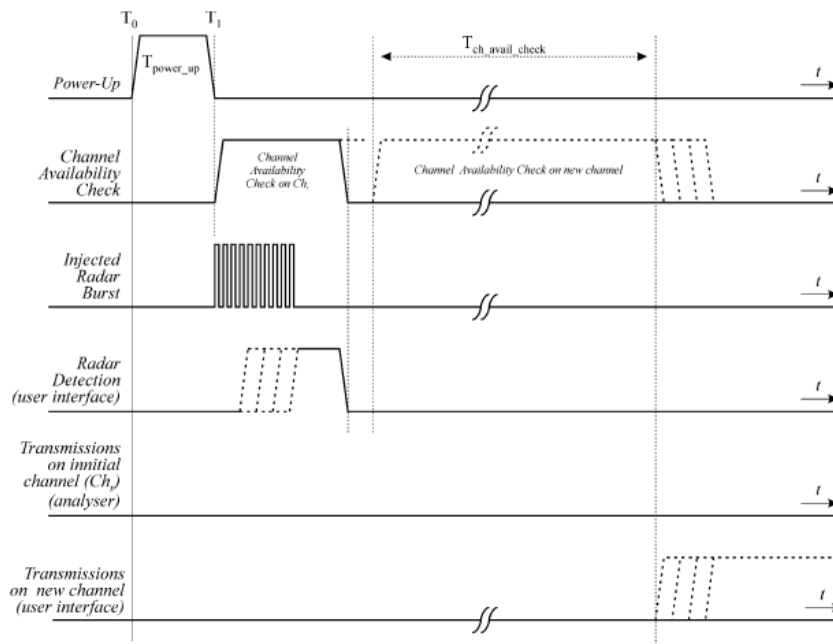 T0 T1
Tch_avail_check
Tpower_up
Power-Up
t
Channel
Availability
Check
Channel
Availability
Check on Chr
Channel Availability Check on new channel
t
Injected
Radar
Burst
t
Radar
Detection
(user interface)
t
Transmissions
on innitial
channel (Chr)
(analyser)
t
Transmissions
on new channel
(user interface)
t